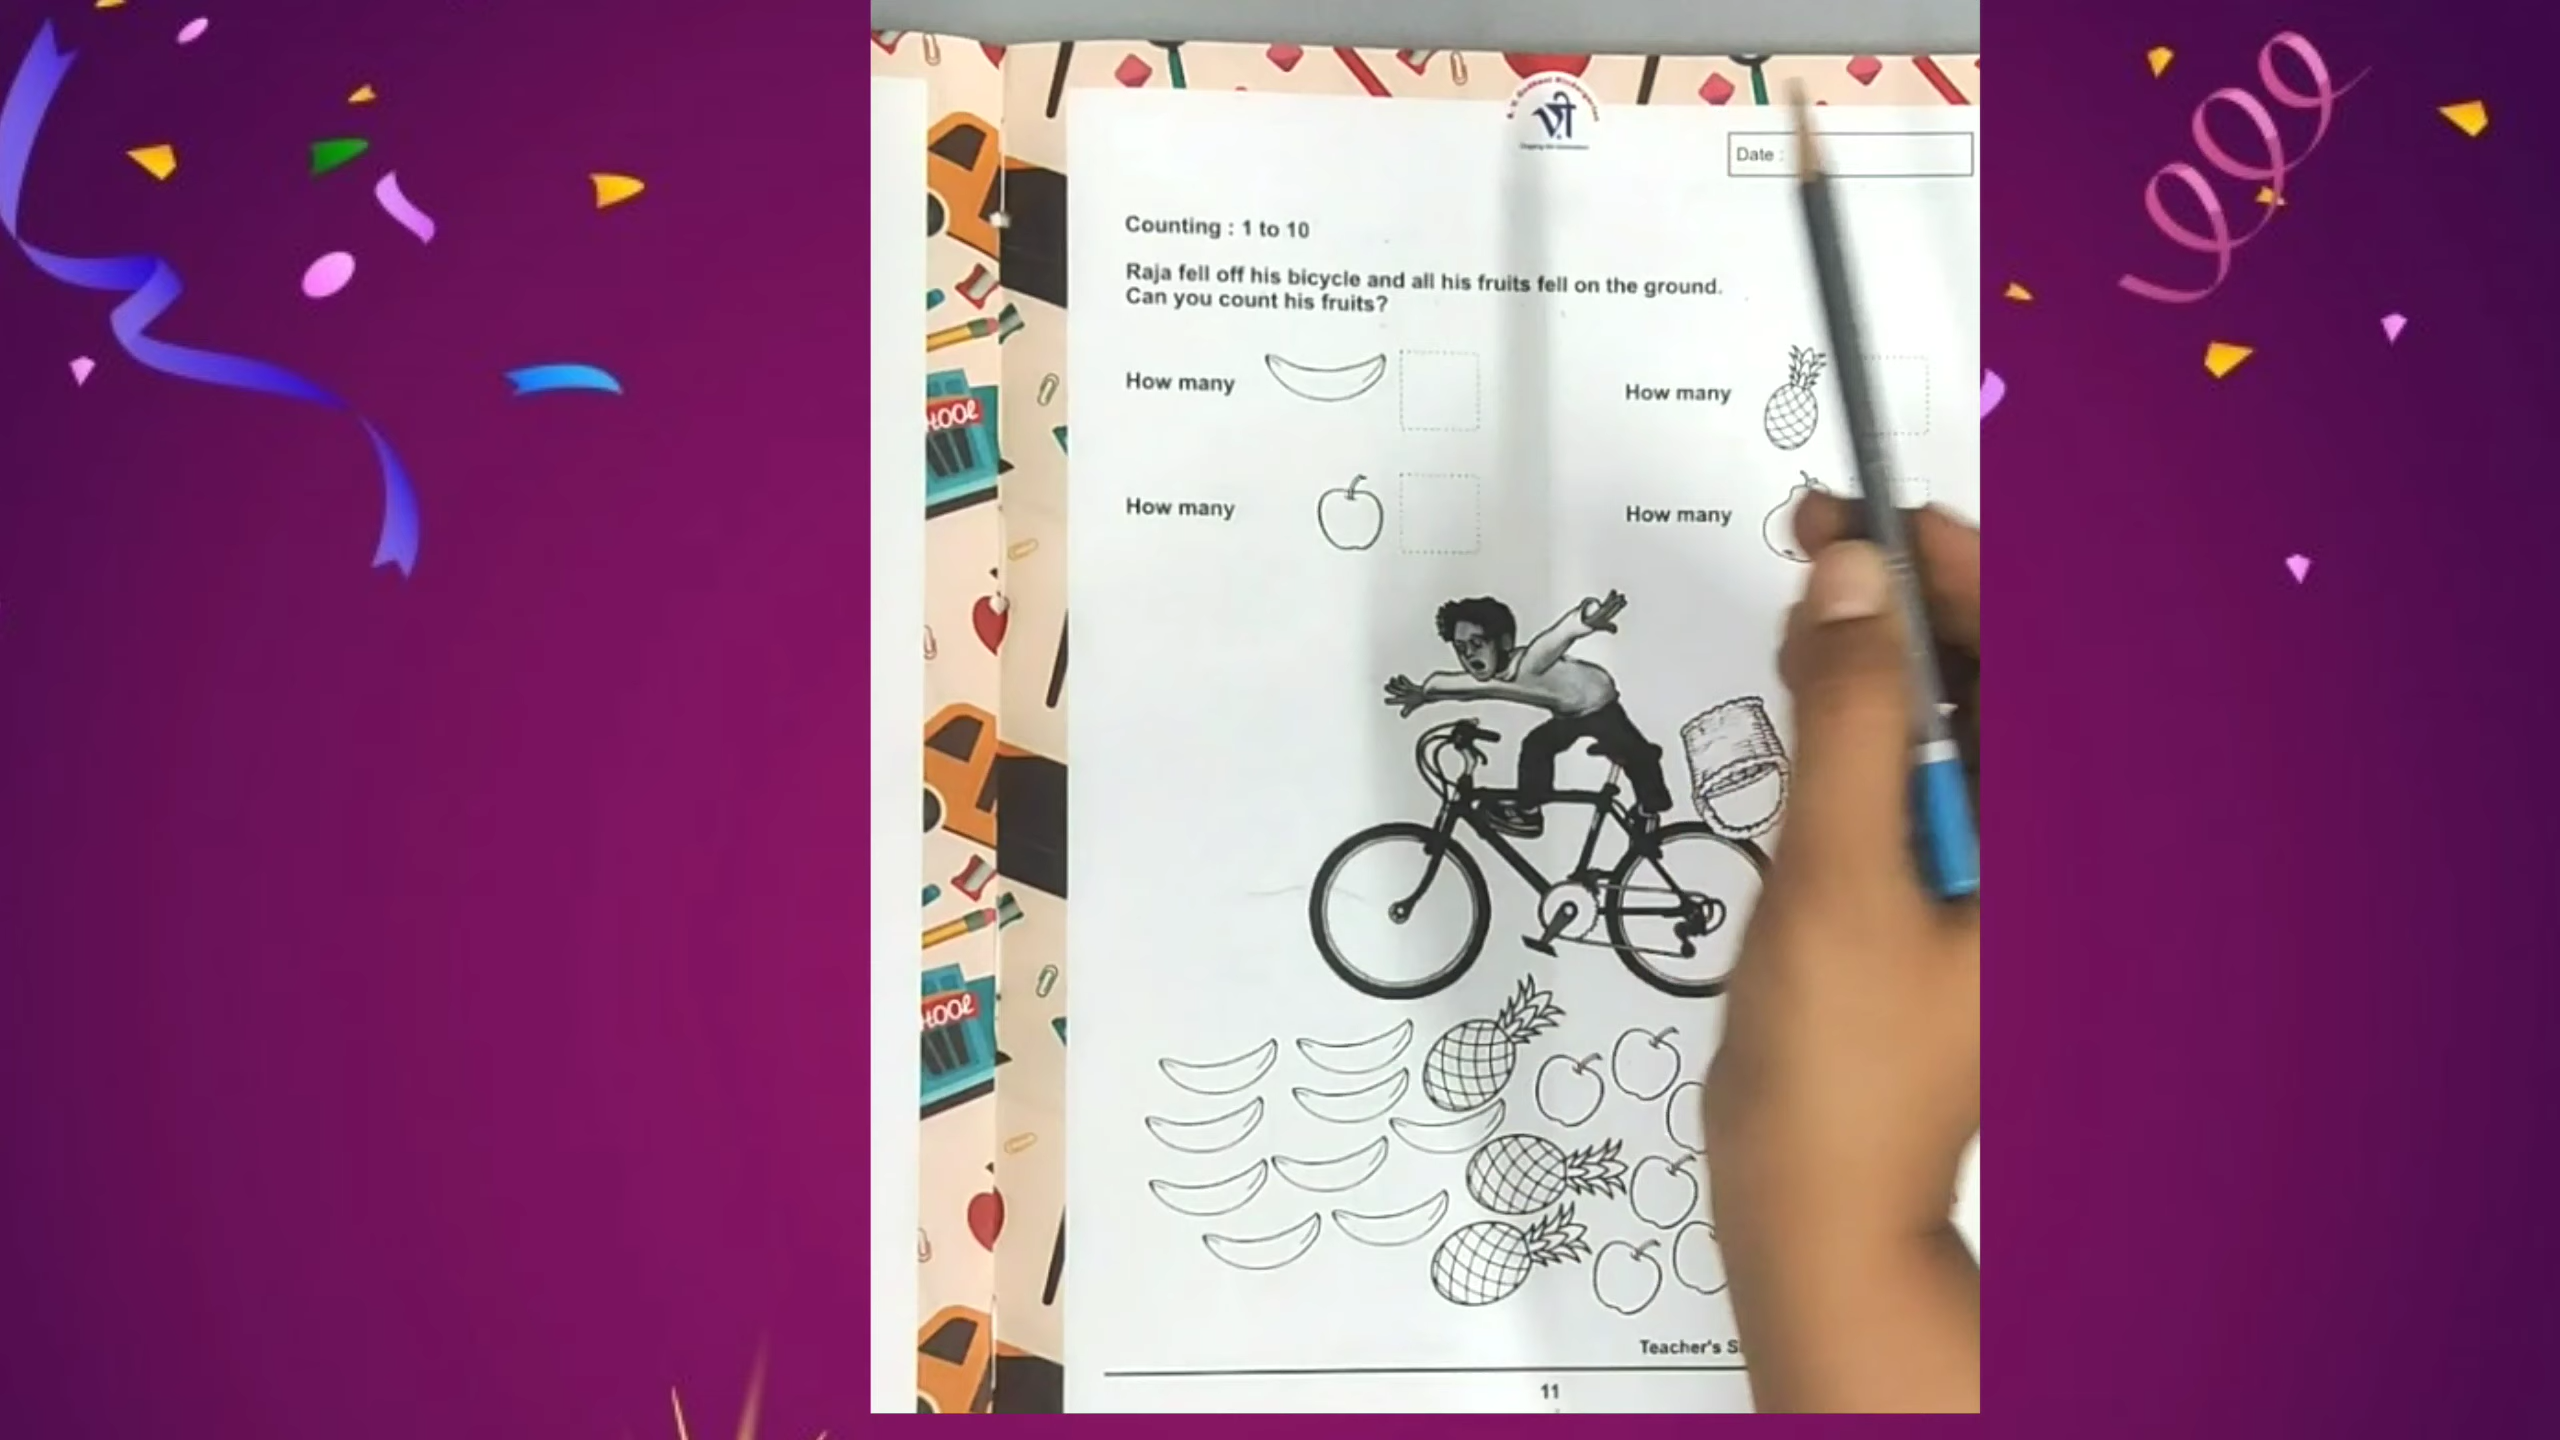 Date :
Counting : 1 to 10
Raja fell off his bicycle and all his fruits fell on the ground.
Can you count his fruits?
How many
How many
How many
How many
Teacher's
11